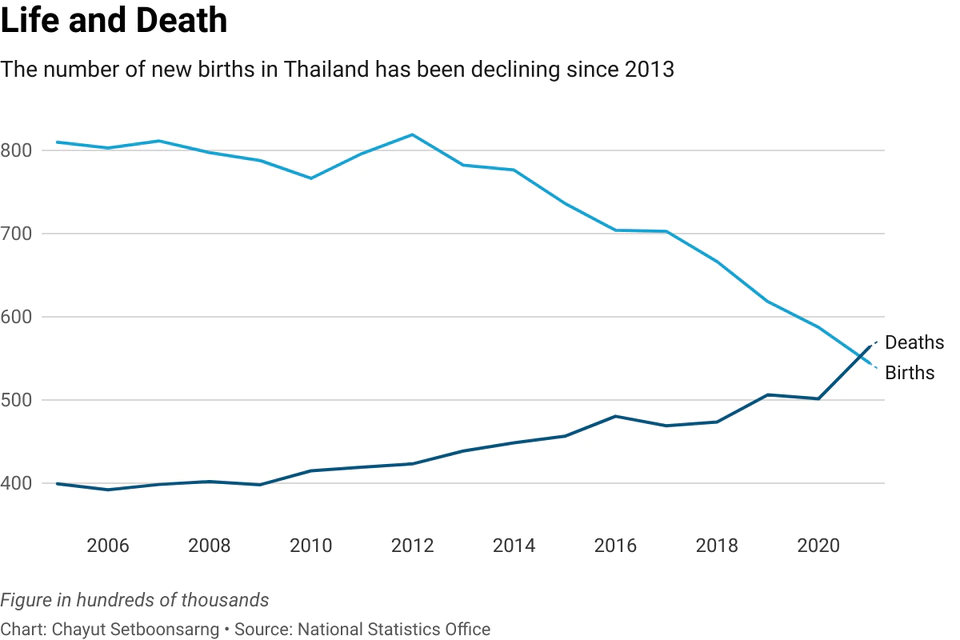 Life and Death
The number of new births in Thailand has been declining since 2013
800
700
600
Deaths
Births
500
400
2006 2008 2010 2012 2014 2016 2018 2020
Figure in hundreds of thousands
Chart: Chayut Setboonsarng • Source: National Statistics Office